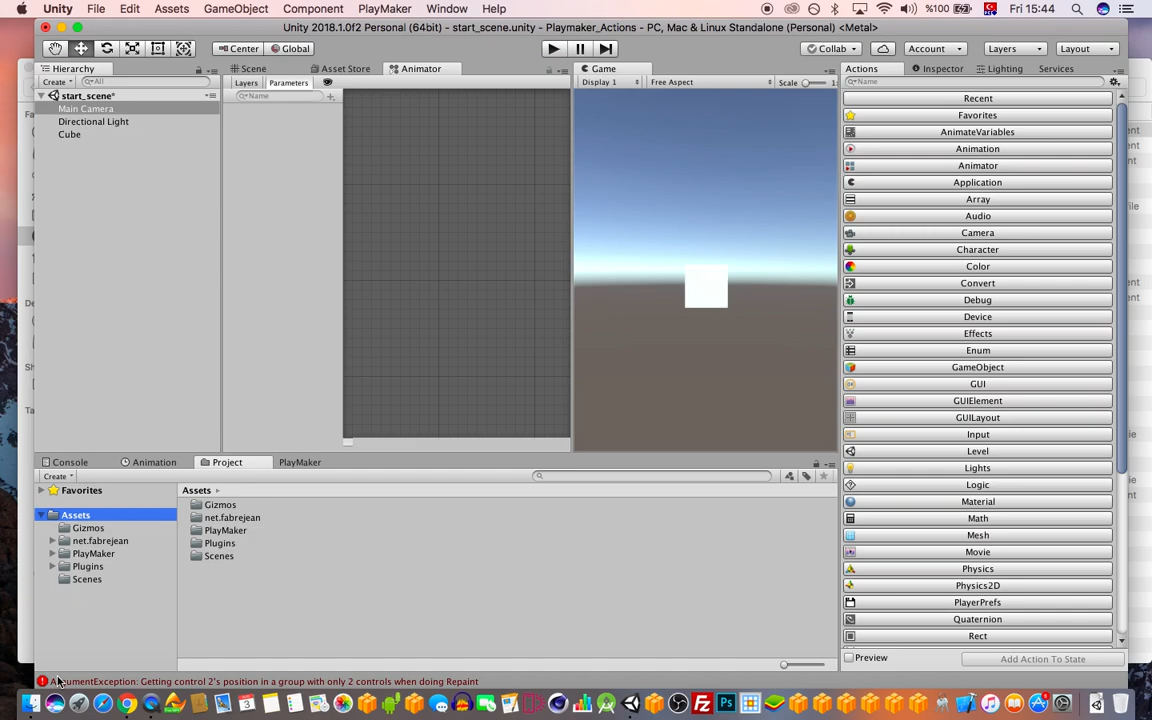 Unity File Edit Assets GameObject Component PlayMaker Window Help %100 Fri 15:44
Unity 2018.1.0f2 Personal (64bit) - start_scene.unity - Playmaker_Actions - PC, Mac & Linux Standalone (Personal) <Metal>
Center Global Collab Account Layers Layout
Hierarchy Scene Asset Store Animator Game Actions Inspector Lighting Services
Create All Layers Parameters Display 1 Free Aspect Scale 1 Name
start_scene* Name Recent
Main Camera Favorites
Directional Light AnimateVariables
Cube Animation
Animator
Application
Array
Audio
Camera
Character
Color
Convert
Debug
Device
Effects
Enum
GameObject
GUI
GUIElement
GUILayout
Input
Level
Lights
Logic
Material
Math
Mesh
Movie
Physics
Physics2D
PlayerPrefs
Quaternion
Rect
Preview Add Action To State
Console Animation Project PlayMaker
Create
Favorites Assets
Assets Gizmos
Gizmos net.fabrejean
net.fabrejean PlayMaker
PlayMaker Plugins
Plugins Scenes
Scenes
ArgumentException: Getting control 2's position in a group with only 2 controls when doing Repaint